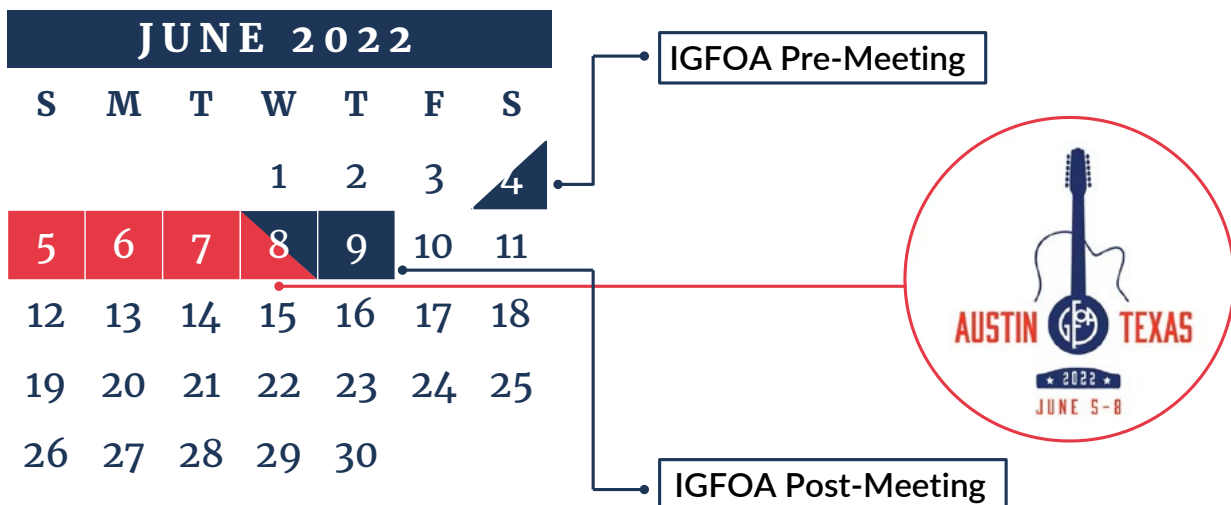 JUNE 2022
S M T W T F S
1 2 3 4
5 6 7 8 9 10 11
12 13 14 15 16 17 18
19 20 21 22 23 24 25
26 27 28 29 30
IGFOA Pre-Meeting
AUSTIN GFOA TEXAS
2022
JUNE 5-8
IGFOA Post-Meeting